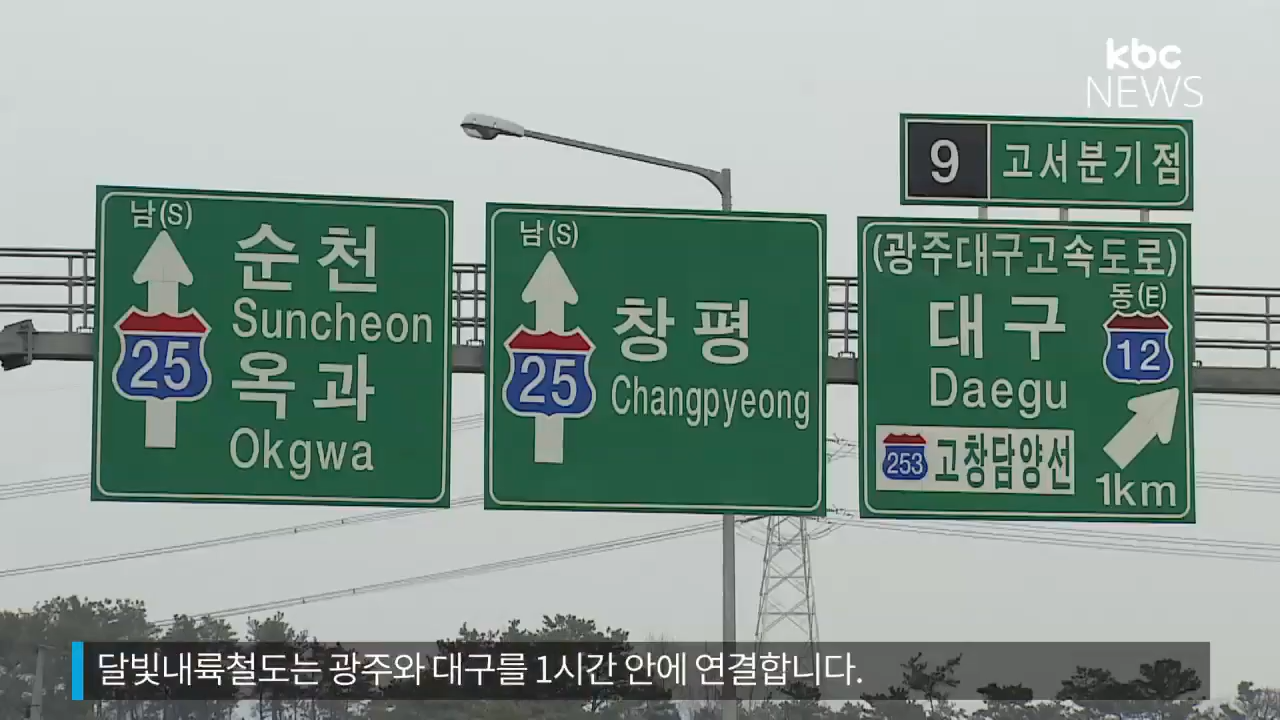 kbc
NEWS
9 고서분기점
남(S)
순천
Suncheon
25
옥과
Okgwa
남(S)
25
창평
Changpyeong
(광주대구고속도로)
동(E)
대구
12
Daegu
253 고창담양선
1km
달빛내륙철도는 광주와 대구를 1시간 안에 연결합니다.